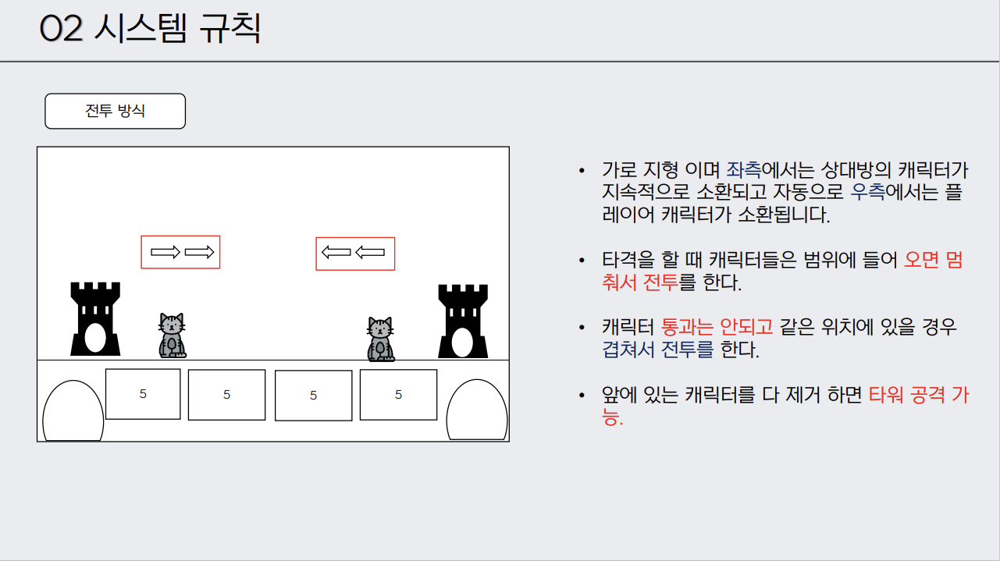 02 시스템 규칙
전투 방식
5
5
5
5
• 가로 지형 이며 좌측에서는 상대방의 캐릭터가
지속적으로 소환되고 자동으로 우측에서는 플
레이어 캐릭터가 소환됩니다.
• 타격을 할 때 캐릭터들은 범위에 들어 오면 멈
춰서 전투를 한다.
• 캐릭터 통과는 안되고 같은 위치에 있을 경우
겹쳐서 전투를 한다.
• 앞에 있는 캐릭터를 다 제거 하면 타워 공격 가
능.